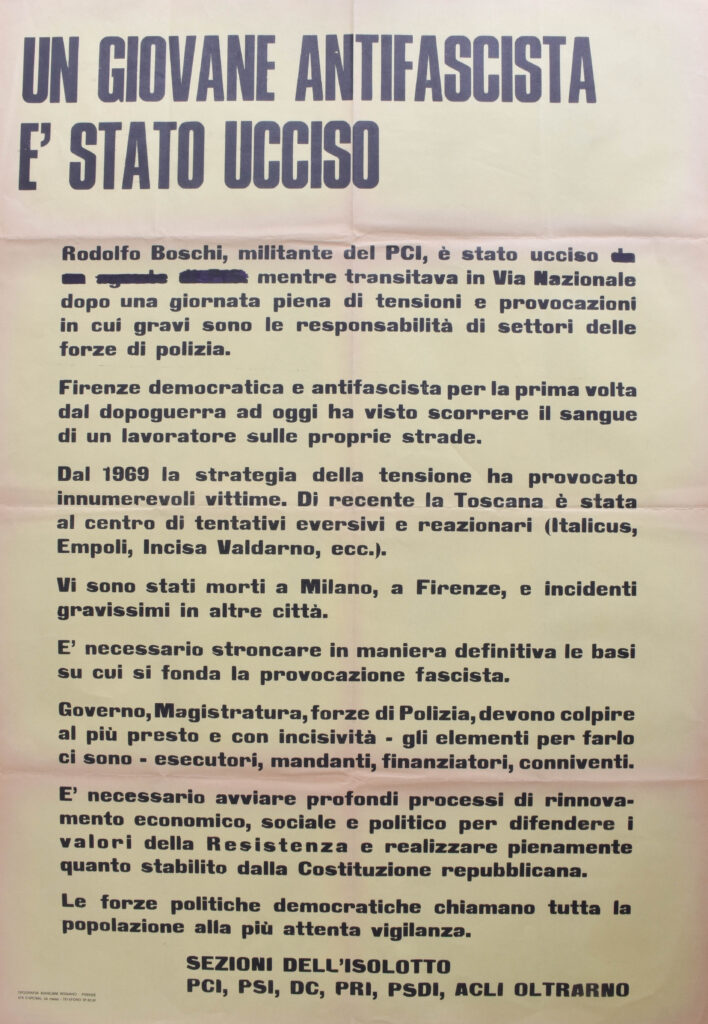 UN GIOVANE ANTIFASCISTA
E' STATO UCCISO
Rodolfo Boschi, militante del PCI, è stato ucciso
mentre transitava in Via Nazionale
dopo una giornata piena di tensioni e provocazioni
in cui gravi sono le responsabilità di settori delle
forze di polizia.
Firenze democratica e antifascista per la prima volta
dal dopoguerra ad oggi ha visto scorrere il sangue
di un lavoratore sulle proprie strade.
Dal 1969 la strategia della tensione ha provocato
innumerevoli vittime. Di recente la Toscana è stata
al centro di tentativi eversivi e reazionari (Italicus,
Empoli, Incisa Valdarno, ecc.).
Vi sono stati morti a Milano, a Firenze, e incidenti
gravissimi in altre città.
E' necessario stroncare in maniera definitiva le basi
su cui si fonda la provocazione fascista.
Governo, Magistratura, forze di Polizia, devono colpire
al più presto e con incisività - gli elementi per farlo
ci sono - esecutori, mandanti, finanziatori, conniventi.
E' necessario avviare profondi processi di rinnova-
mento economico, sociale e politico per difendere i
valori della Resistenza e realizzare pienamente
quanto stabilito dalla Costituzione repubblicana.
Le forze politiche democratiche chiamano tutta la
popolazione alla più attenta vigilanza.
SEZIONI DELL'ISOLOTTO
PCI, PSI, DC, PRI, PSDI, ACLI OLTRARNO